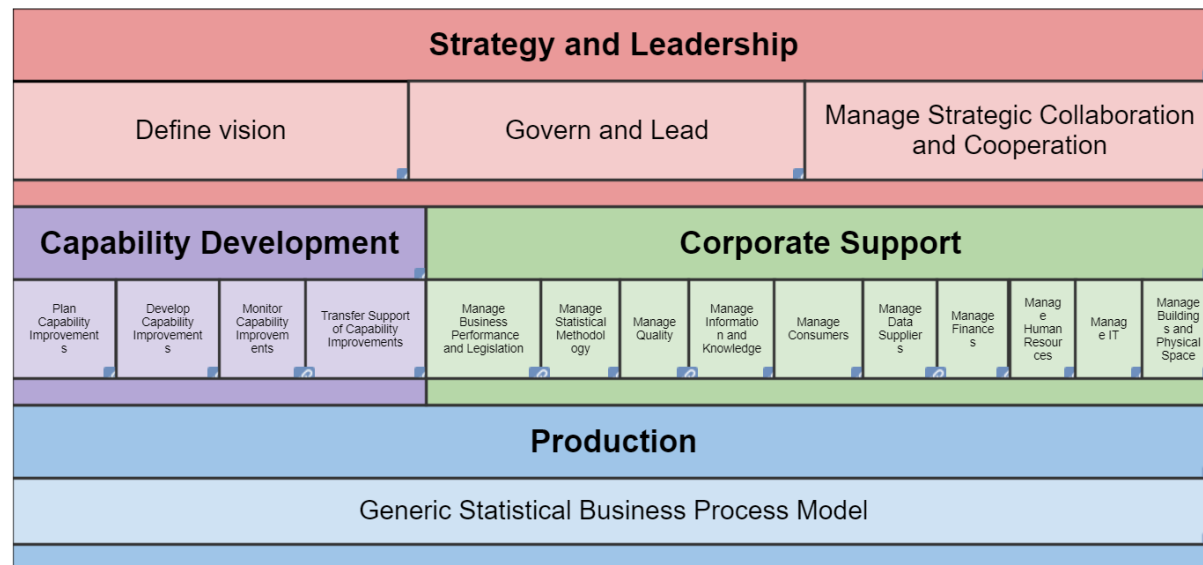 Strategy and Leadership
Define vision
Govern and Lead
Manage Strategic Collaboration
and Cooperation
Capability Development
Corporate Support
Plan
Capability
Improvement
s
Develop
Capability
Improvement
s
Monitor
Capability
Improvem
ents
Transfer Support
of Capability
Improvements
Manage
Business
Performance
and Legislation
Manage
Statistical
Methodol
ogy
Manage
Quality
Manage
Informatio
n and
Knowledge
Manage
Consumers
Manage
Data
Supplier
s
Manage
Finance
s
Manag
e
Human
Resour
ces
Manag
e IT
Manage
Building
s and
Physical
Space
Production
Generic Statistical Business Process Model